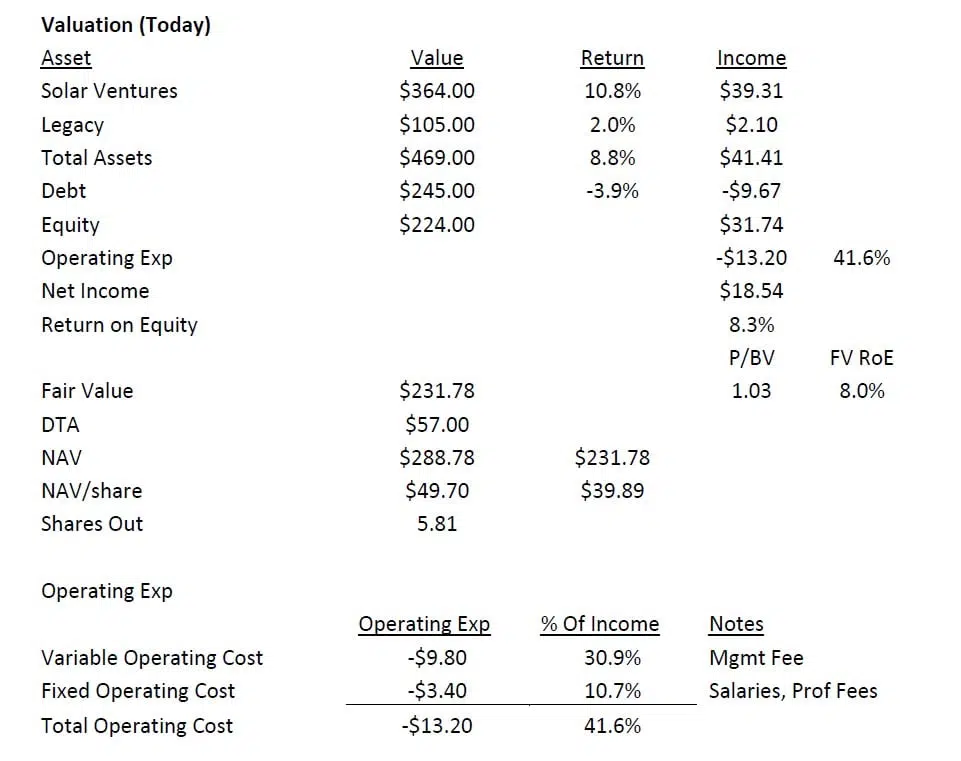 Valuation (Today)
Asset Value Return Income
Solar Ventures $364.00 10.8% $39.31
Legacy $105.00 2.0% $2.10
Total Assets $469.00 8.8% $41.41
Debt $245.00 -3.9% -$9.67
Equity $224.00 $31.74
Operating Exp -$13.20 41.6%
Net Income $18.54
Return on Equity 8.3%
P/BV FV RoE
Fair Value $231.78 1.03 8.0%
DTA $57.00
NAV $288.78 $231.78
NAV/share $49.70 $39.89
Shares Out 5.81
Operating Exp
Operating Exp % Of Income Notes
Variable Operating Cost -$9.80 30.9% Mgmt Fee
Fixed Operating Cost -$3.40 10.7% Salaries, Prof Fees
Total Operating Cost -$13.20 41.6%